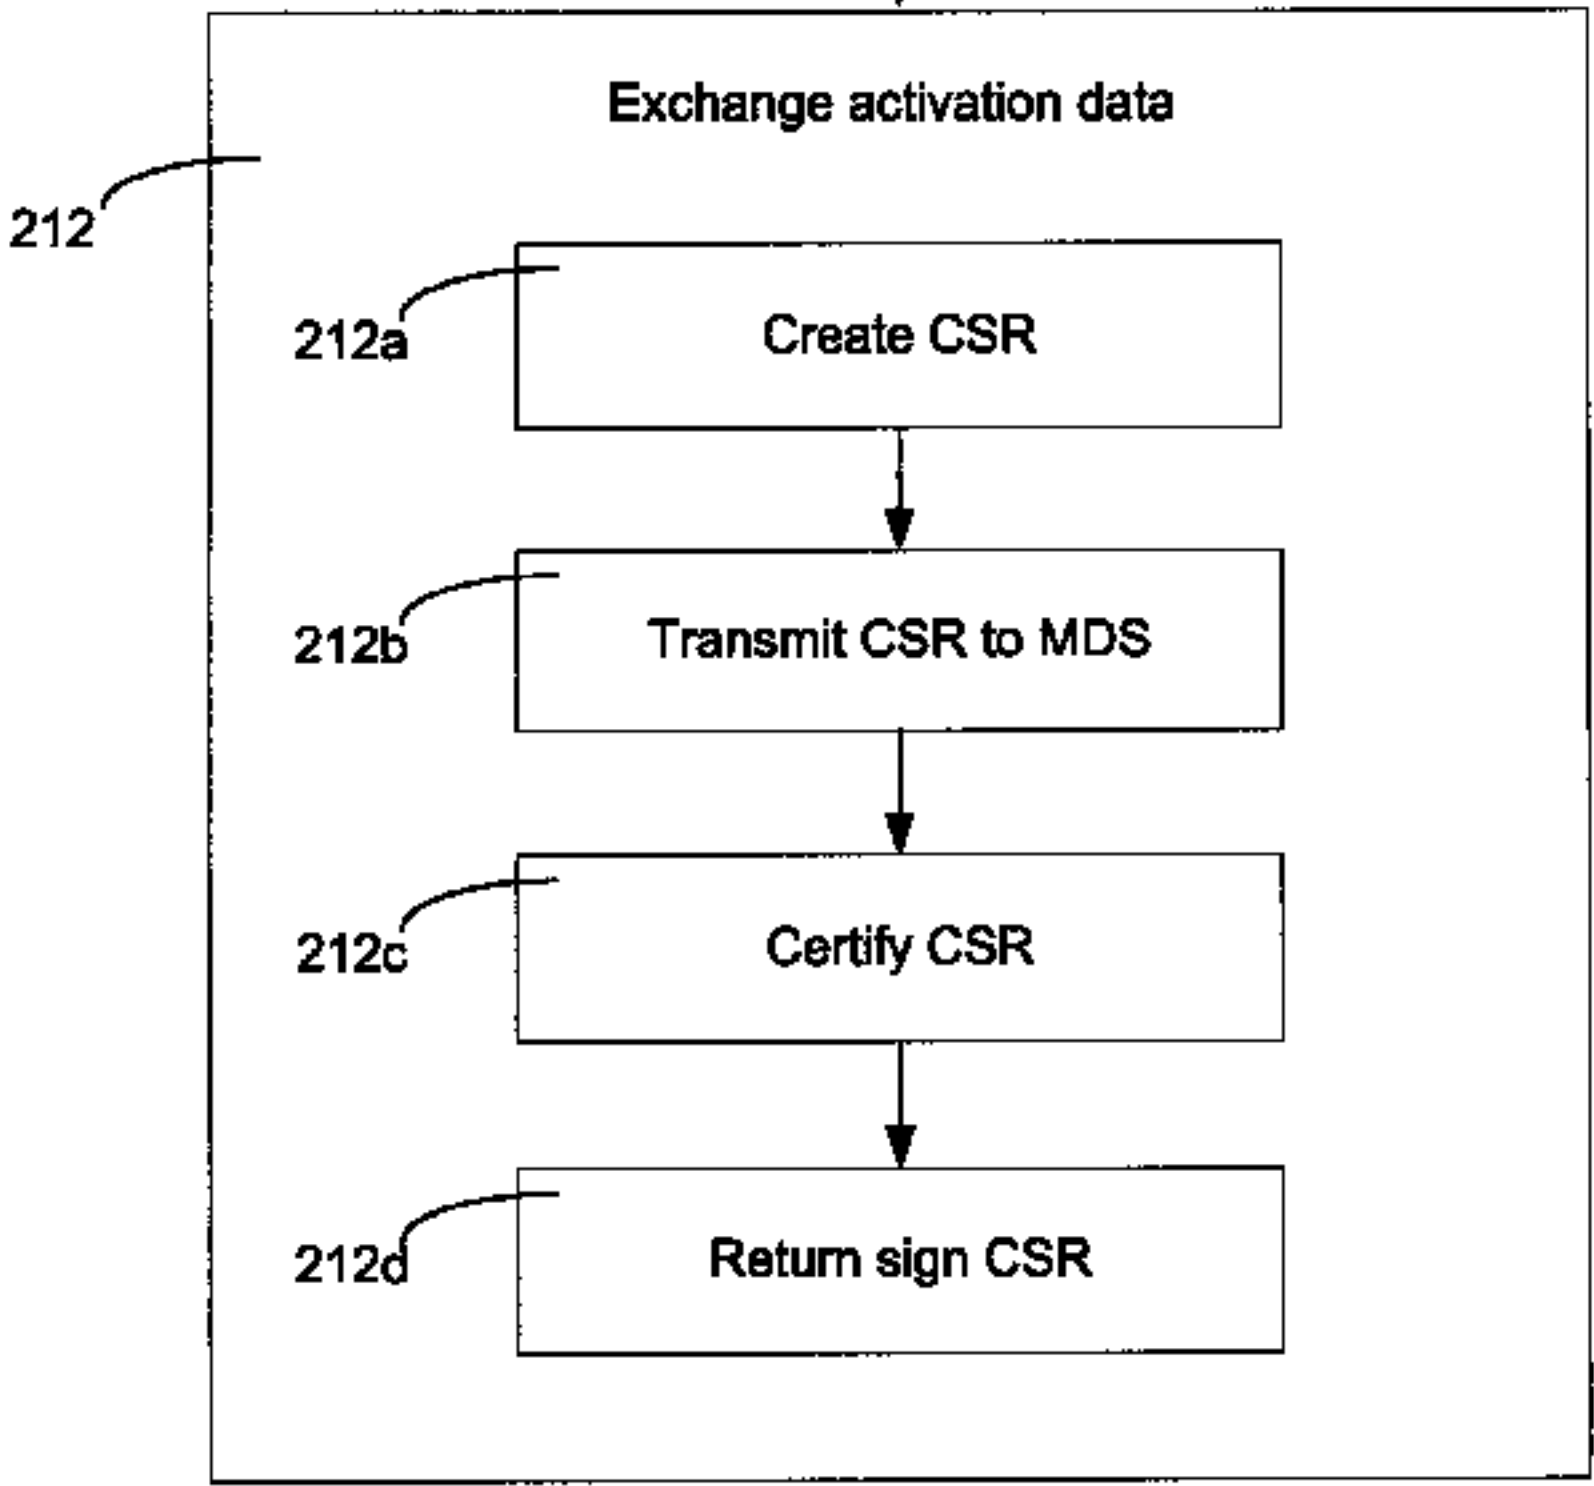 Exchange activation data
212
212a
Create CSR
212b
Transmit CSR to MDS
212c
Certify CSR
212d
Return sign CSR